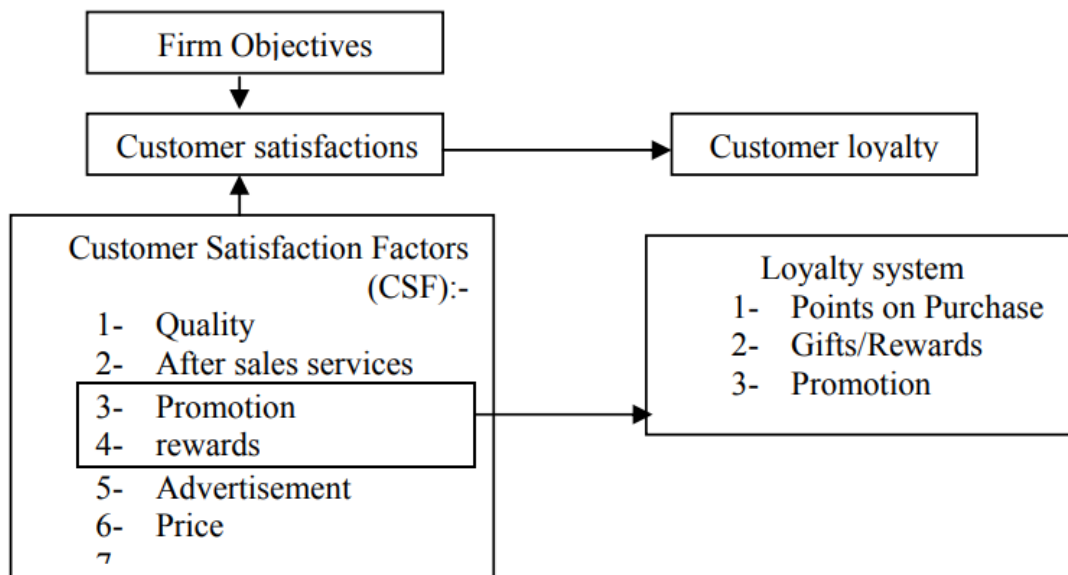 Firm Objectives
Customer satisfactions
Customer loyalty
Customer Satisfaction Factors
(CSF):-
1- Quality
2- After sales services
3- Promotion
4- rewards
5- Advertisement
6- Price
Loyalty system
1- Points on Purchase
2- Gifts/Rewards
3- Promotion